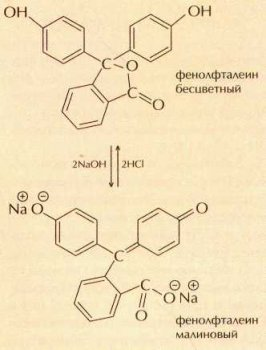 OH OH
C O
C
O
фенолфталеин
бесцветный
2NaOH 2HCl
Na⊕O⊖ O
C
C O⊖ Na⊕
O
фенолфталеин
малиновый